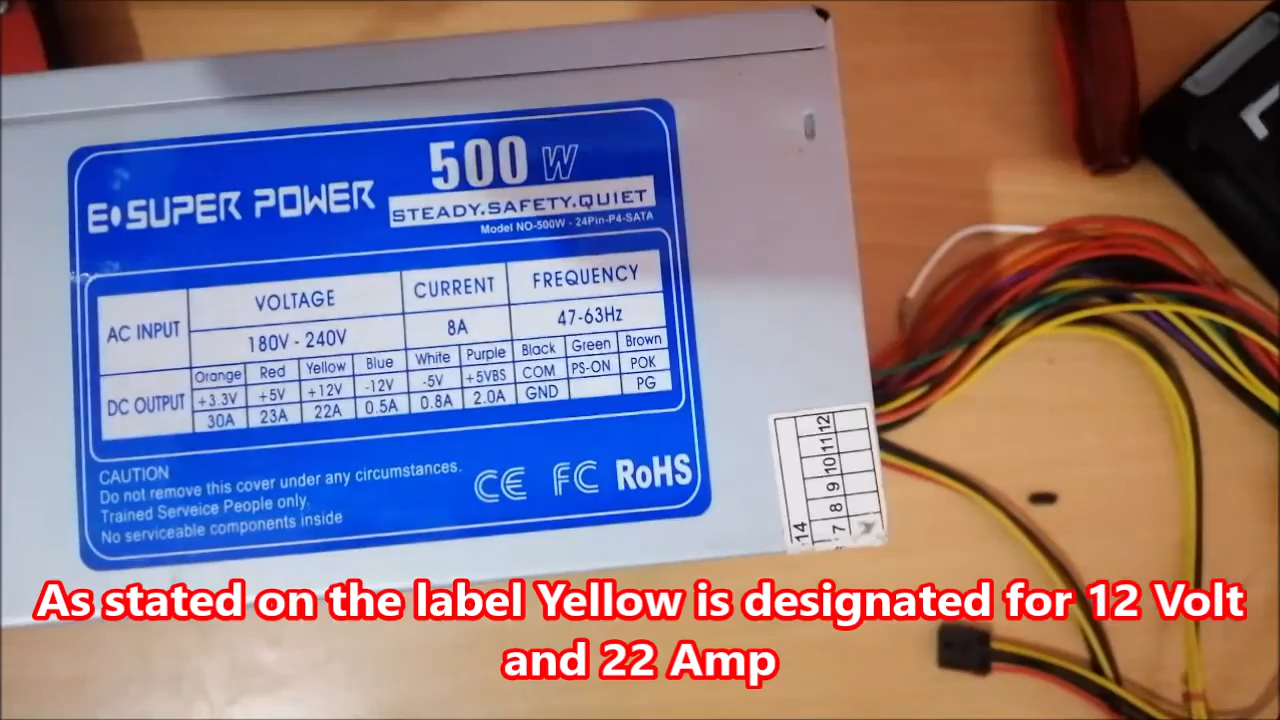 500 W
E SUPER POWER
STEADY.SAFETY.QUIET
Model NO-500W - 24Pin-P4-SATA
AC INPUT VOLTAGE CURRENT FREQUENCY
180V - 240V 8A 47-63Hz
DC OUTPUT Orange Red Yellow Blue White Purple Black Green Brown
+3.3V +5V +12V -12V -5V +5VBS COM PS-ON POK
30A 23A 22A 0.5A 0.8A 2.0A GND PG
CAUTION
Do not remove this cover under any circumstances.
Trained Serveice People only.
No serviceable components inside
CE FC RoHS
7 8 9 10 11 12
14
As stated on the label Yellow is designated for 12 Volt
and 22 Amp